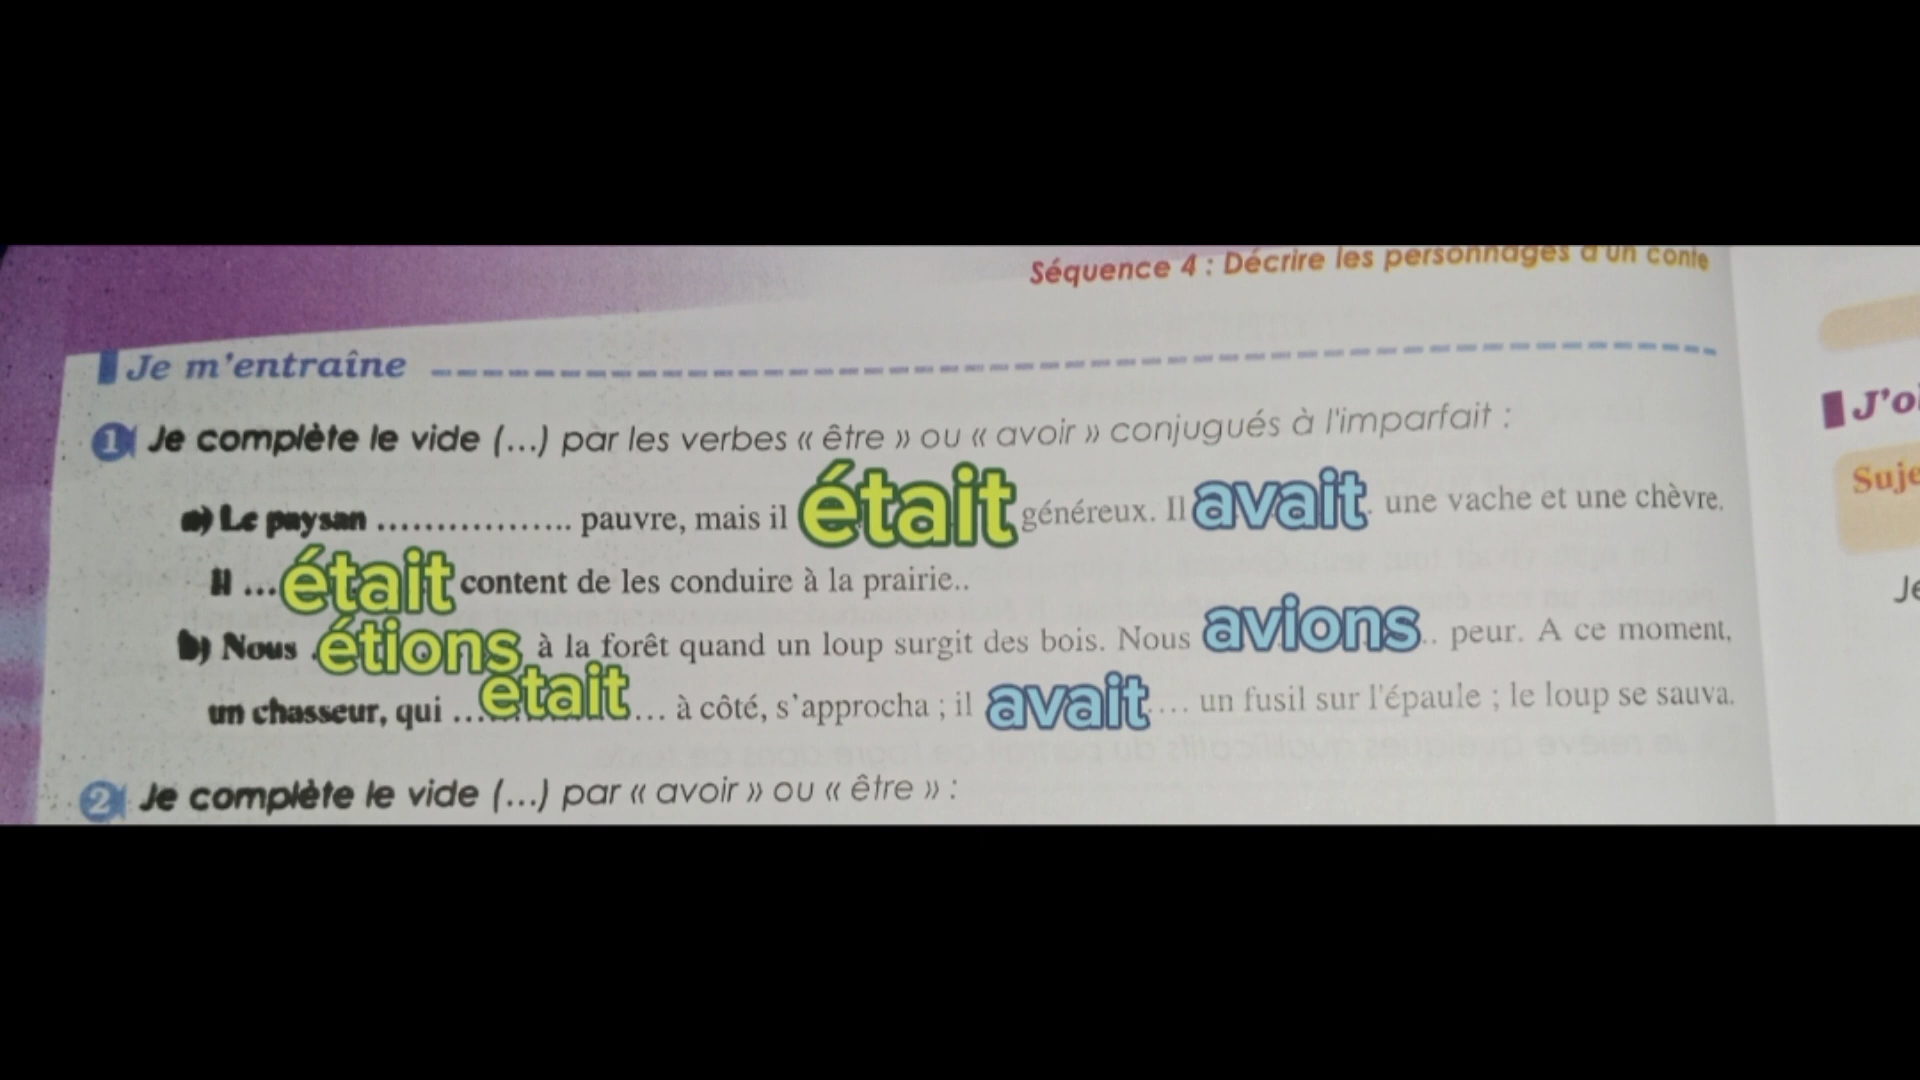 Séquence 4 : Décrire les personnages d'un conte
Je m'entraîne
1 Je complète le vide (...) par les verbes « être » ou « avoir » conjugués à l'imparfait :
a) Le paysan ................. pauvre, mais il était généreux. Il avait. une vache et une chèvre.
Il ...était content de les conduire à la prairie..
b) Nous .étions à la forêt quand un loup surgit des bois. Nous avions.. peur. A ce moment,
un chasseur, qui ...était... à côté, s'approcha ; il avait.... un fusil sur l'épaule ; le loup se sauva.
2 Je complète le vide (...) par « avoir » ou « être » :
J'o
Suje
Je